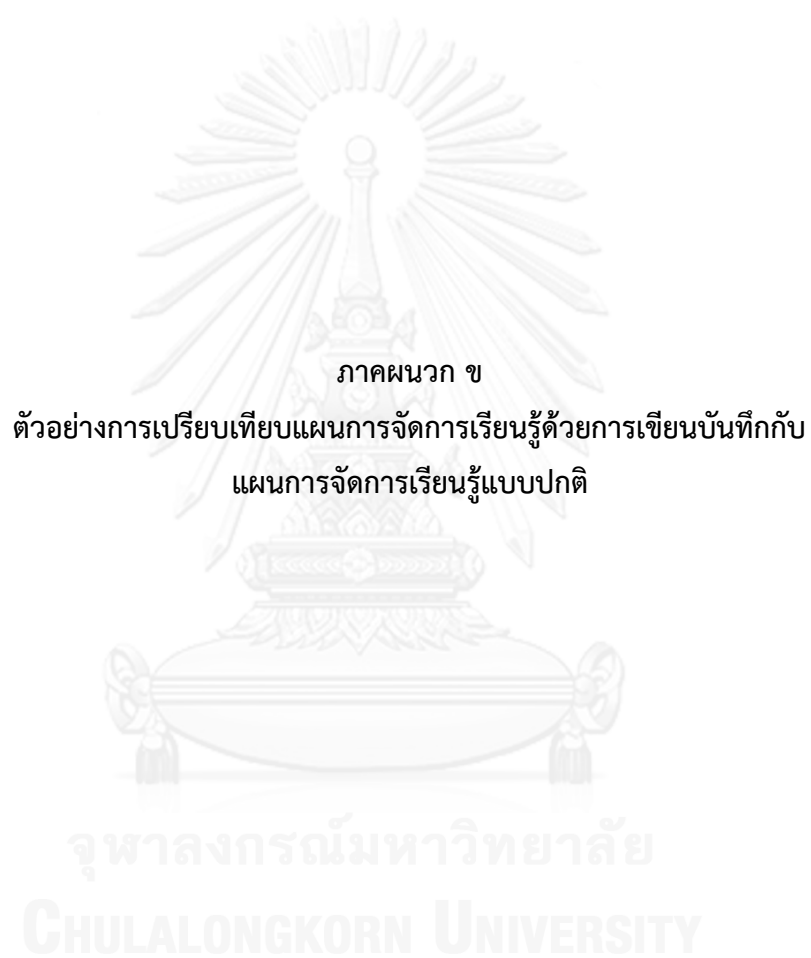 ภาคผนวก ข
ตัวอย่างการเปรียบเทียบแผนการจัดการเรียนรู้ด้วยการเขียนบันทึกกับ
แผนการจัดการเรียนรู้แบบปกติ
จุฬาลงกรณ์มหาวิทยาลัย
CHULALONGKORN UNIVERSITY